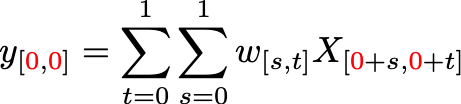 y_{[0,0]} = \sum_{t=0}^{1} \sum_{s=0}^{1} w_{[s,t]} X_{[0+s,0+t]}